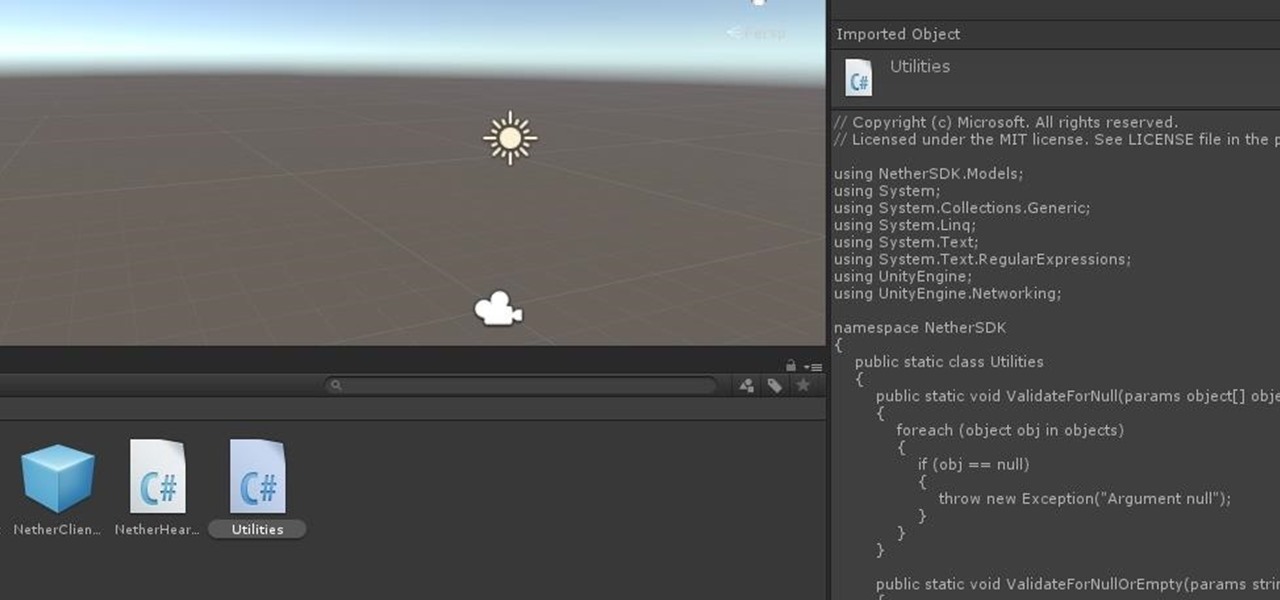 Persp
Imported Object
Utilities
// Copyright (c) Microsoft. All rights reserved.
// Licensed under the MIT license. See LICENSE file in the
using NetherSDK.Models;
using System;
using System.Collections.Generic;
using System.Linq;
using System.Text;
using System.Text.RegularExpressions;
using UnityEngine;
using UnityEngine.Networking;
namespace NetherSDK
{
public static class Utilities
{
public static void ValidateForNull(params object[] obje
{
foreach (object obj in objects)
{
if (obj == null)
{
throw new Exception("Argument null");
}
}
}
public static void ValidateForNullOrEmpty(params strin
{
C#
C#
C#
NetherClien...
NetherHear...
Utilities